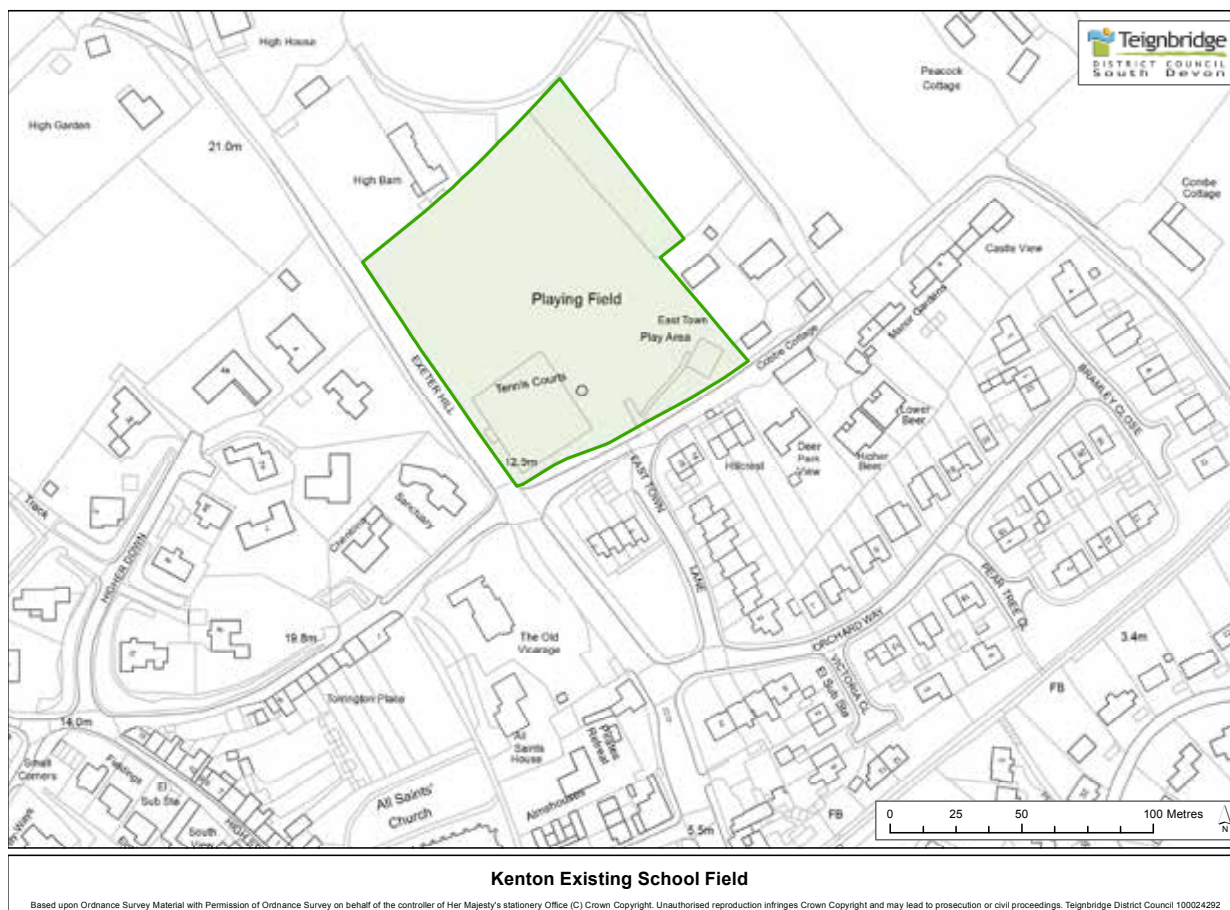 High House
Teignbridge
DISTRICT COUNCIL
South Devon
Peacock
Cottage
High Garden
21.0m
High Barn
Combe
Cottage
Castle View
Playing Field
East Town
Play Area
Manor Gardens
Combe Cottage
EXETER HILL
Tennis Courts
BRAMLEY CLOSE
Lower
Beer
Deer
Park
View
Higher
Beer
Hillcrest
12.5m
EAST TOWN
LANE
Sanctuary
Track
HIGHER DOWN
PEAR TREE CL
ORCHARD WAY
19.8m
The Old
Vicarage
3.4m
VICTORIA CL
El Sub Sta
FB
Torrington Place
14.0m
All
Saints
House
Retreat
Small
Corners
El
Sub Sta
All Saints'
Church
Almshouses
South
HIGH
5.5m
FB
0 25 50 100 Metres
N
Kenton Existing School Field
Based upon Ordnance Survey Material with Permission of Ordnance Survey on behalf of the controller of Her Majesty's stationery Office (C) Crown Copyright. Unauthorised reproduction infringes Crown Copyright and may lead to prosecution or civil proceedings. Teignbridge District Council 100024292